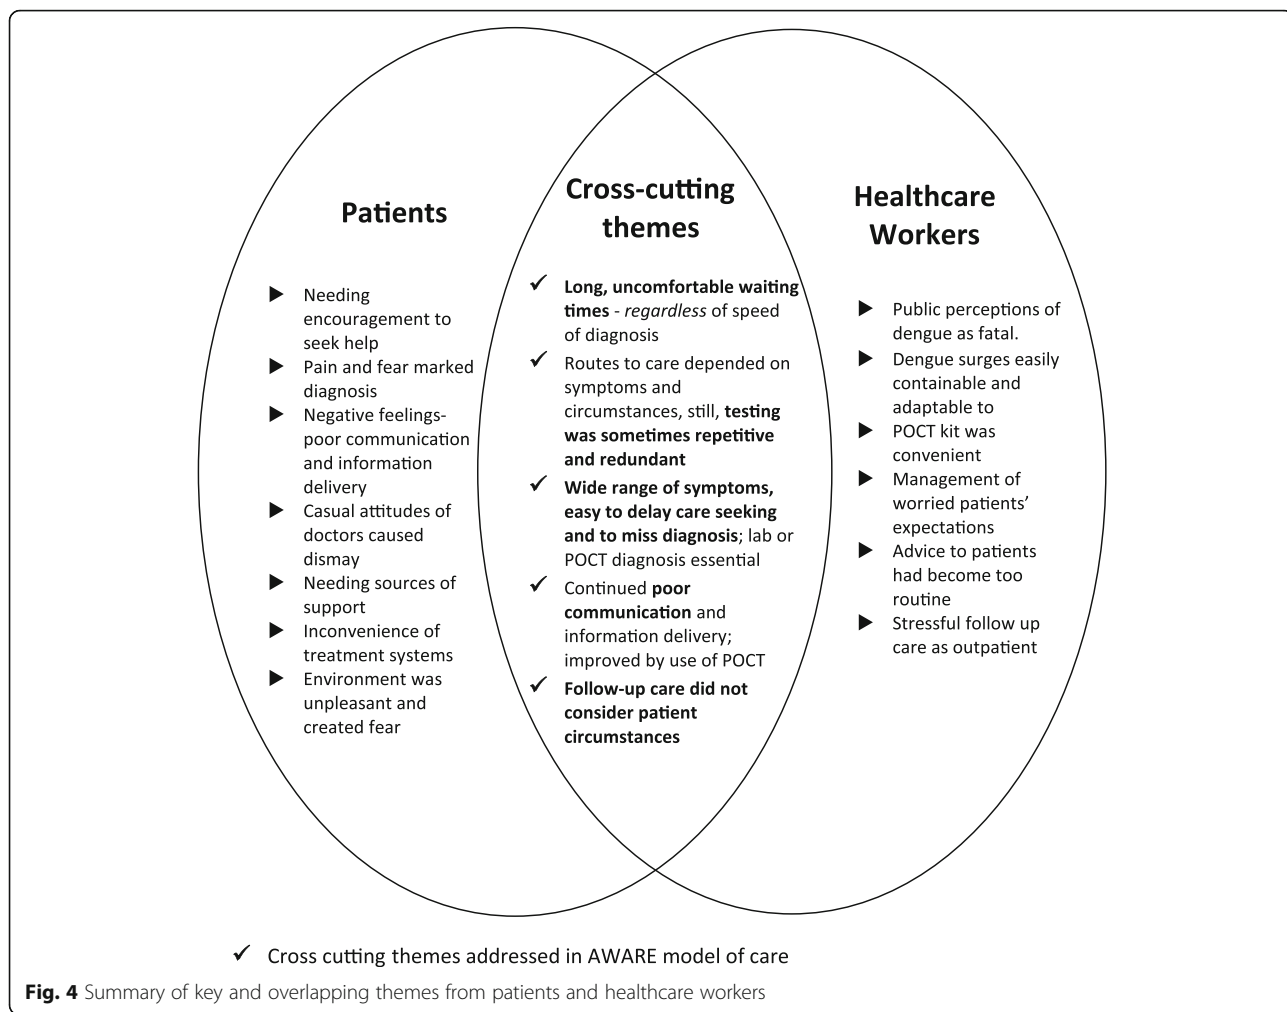 Patients
▶ Needing
encouragement to
seek help
▶ Pain and fear marked
diagnosis
▶ Negative feelings-
poor communication
and information
delivery
▶ Casual attitudes of
doctors caused
dismay
▶ Needing sources of
support
▶ Inconvenience of
treatment systems
▶ Environment was
unpleasant and
created fear
Cross-cutting
themes
✓ Long, uncomfortable waiting
times - regardless of speed
of diagnosis
✓ Routes to care depended on
symptoms and
circumstances, still, testing
was sometimes repetitive
and redundant
✓ Wide range of symptoms,
easy to delay care seeking
and to miss diagnosis; lab or
POCT diagnosis essential
✓ Continued poor
communication and
information delivery;
improved by use of POCT
✓ Follow-up care did not
consider patient
circumstances
Healthcare
Workers
▶ Public perceptions of
dengue as fatal.
▶ Dengue surges easily
containable and
adaptable to
▶ POCT kit was
convenient
▶ Management of
worried patients’
expectations
▶ Advice to patients
had become too
routine
▶ Stressful follow up
care as outpatient
✓ Cross cutting themes addressed in AWARE model of care
Fig. 4 Summary of key and overlapping themes from patients and healthcare workers